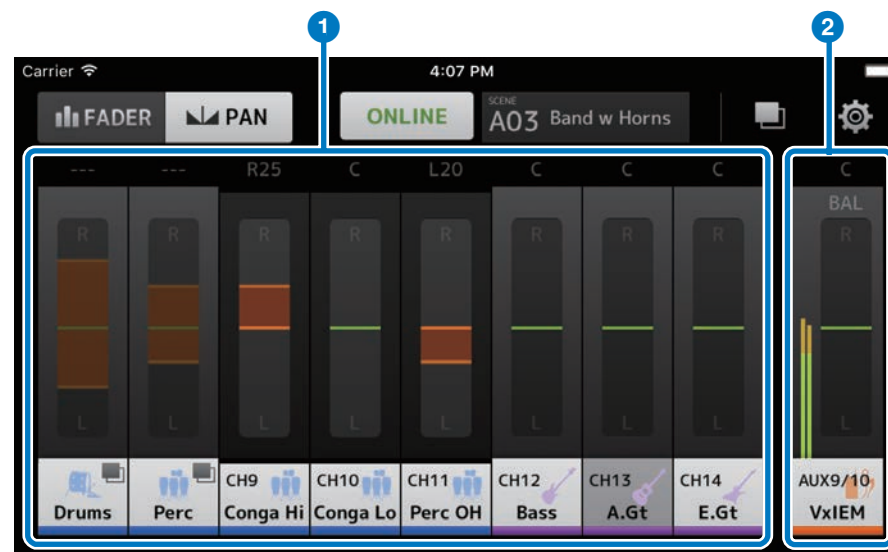 1 2
Carrier 4:07 PM
FADER PAN ONLINE SCENE A03 Band w Horns
--- --- R25 C L20 C C C C
BAL
R R R R R R R R R
L L L L L L L L L
CH9 CH10 CH11 CH12 CH13 CH14 AUX9/10
Drums Perc Conga Hi Conga Lo Perc OH Bass A.Gt E.Gt VxIEM